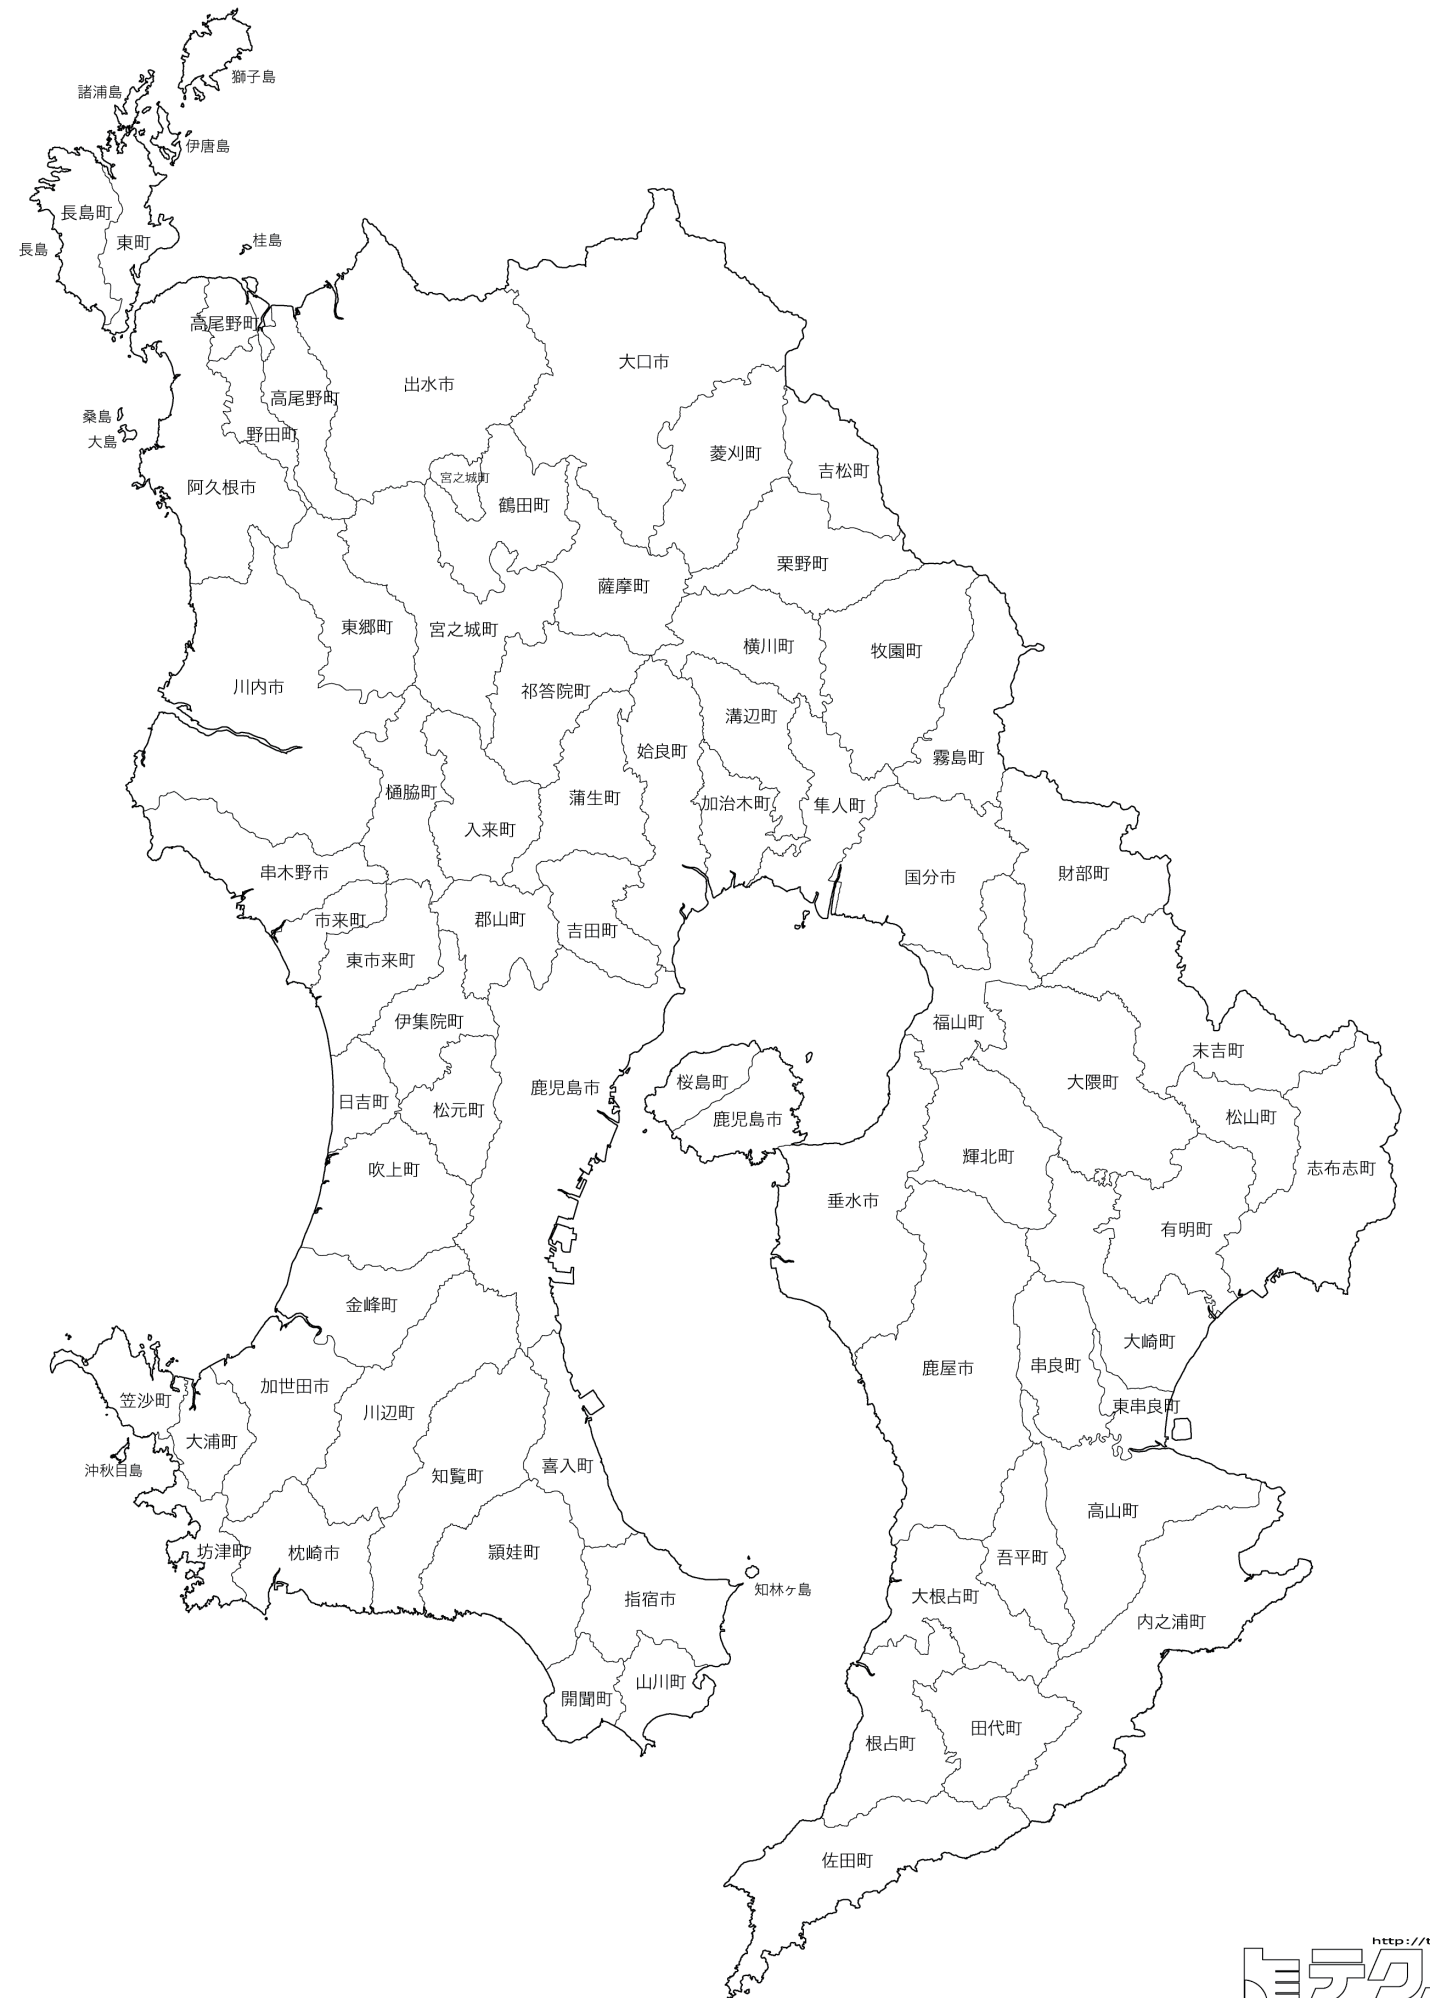 獅子島
諸浦島
伊唐島
長島町
東町
長島
桂島
高尾野町
大口市
出水市
高尾野町
桑島
大島
野田町
菱刈町
吉松町
宮之城町
阿久根市
鶴田町
栗野町
薩摩町
東郷町
宮之城町
横川町
牧園町
川内市
祁答院町
溝辺町
姶良町
霧島町
樋脇町
蒲生町
加治木町
隼人町
入来町
串木野市
国分市
財部町
市来町
郡山町
吉田町
東市来町
伊集院町
福山町
末吉町
桜島町
大隈町
鹿児島市
日吉町
松元町
鹿児島市
松山町
輝北町
吹上町
志布志町
垂水市
有明町
金峰町
大崎町
鹿屋市
串良町
加世田市
笠沙町
川辺町
東串良町
大浦町
沖秋目島
知覧町
喜入町
高山町
坊津町
枕崎市
頴娃町
吾平町
知林ヶ島
指宿市
大根占町
内之浦町
山川町
開聞町
田代町
根占町
佐田町
http://t
テク